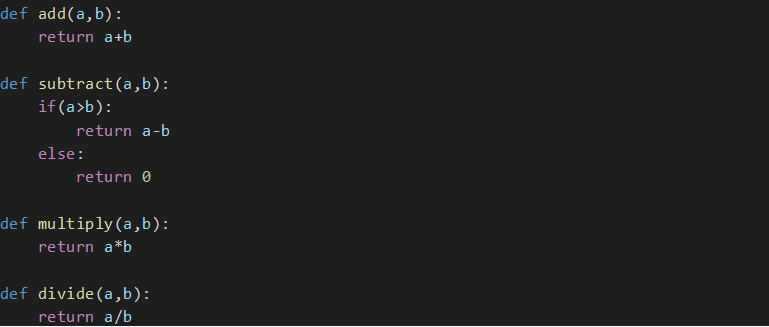 def add(a,b):
    return a+b

def subtract(a,b):
    if(a>b):
        return a-b
    else:
        return 0

def multiply(a,b):
    return a*b

def divide(a,b):
    return a/b